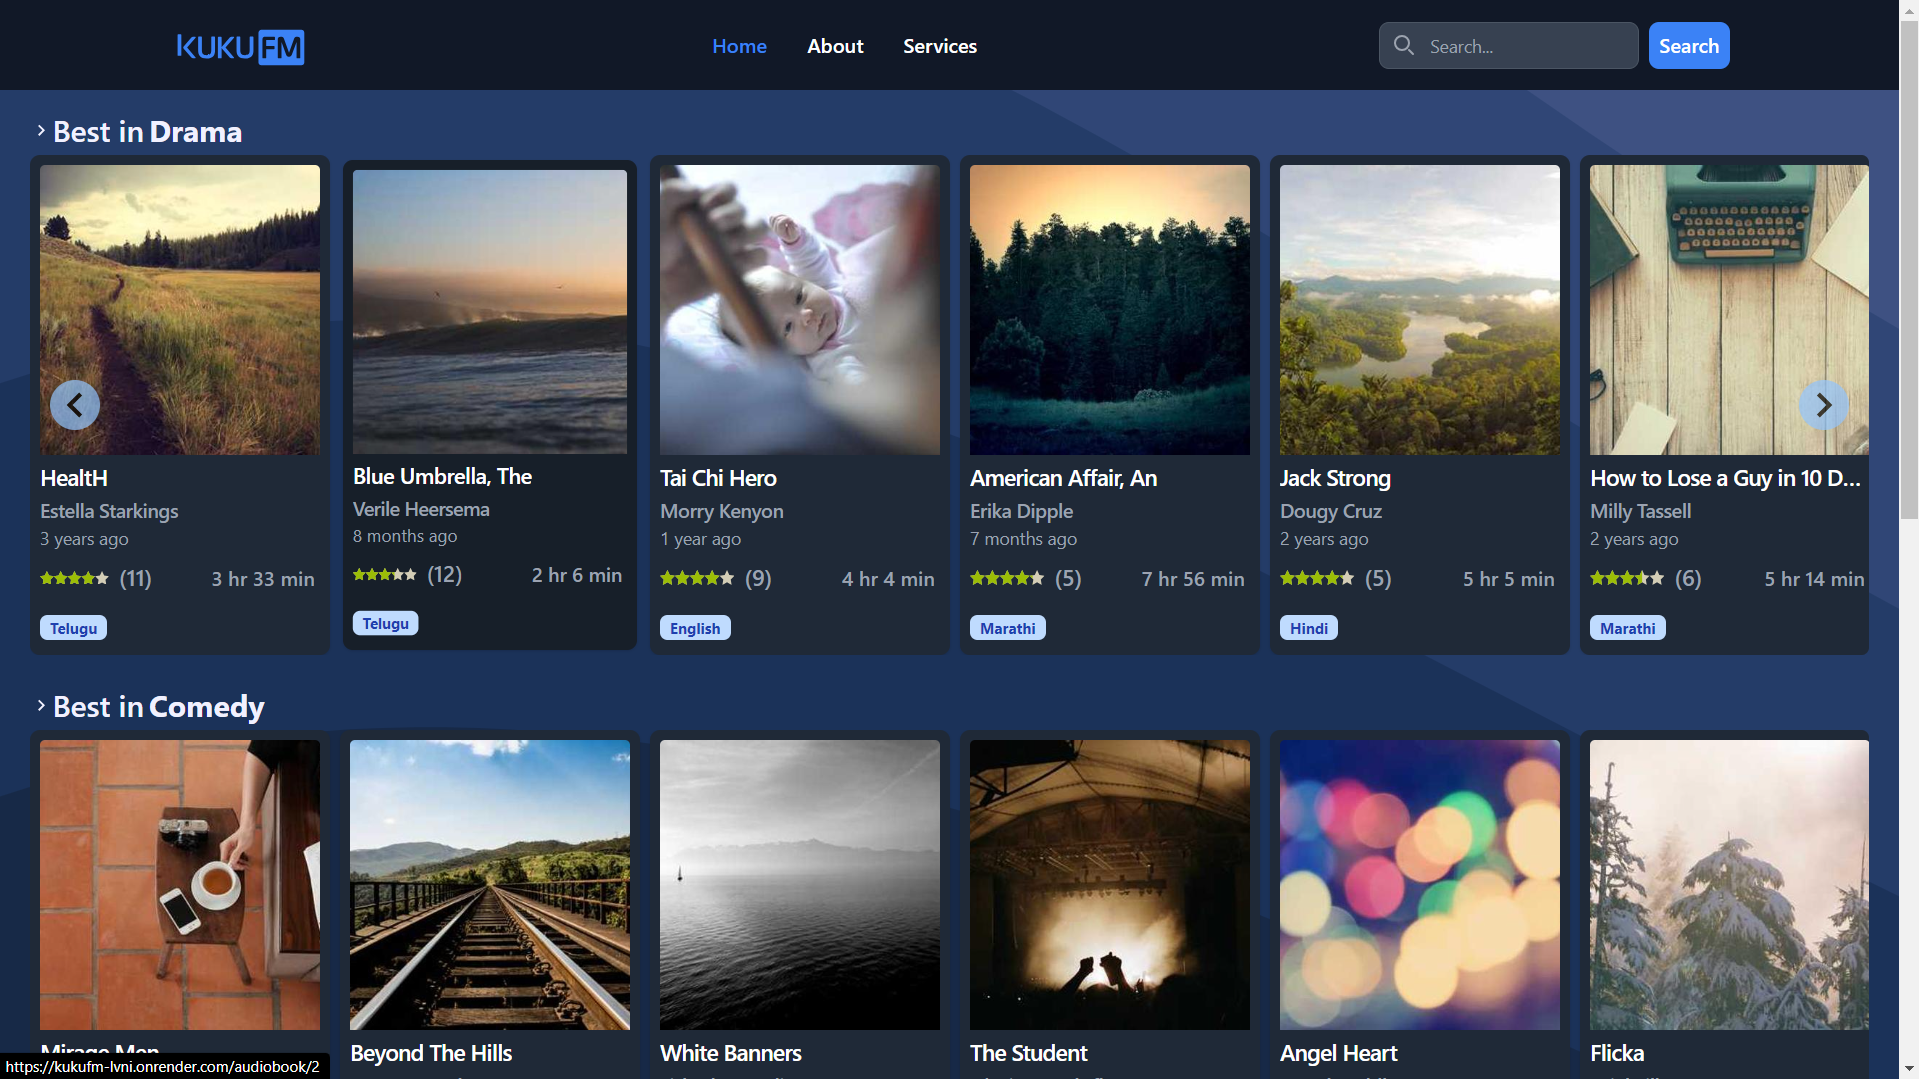 KUKU FM
Home
About
Services
Search...
Search
Best in Drama
HealtH
Estella Starkings
3 years ago
(11)
3 hr 33 min
Telugu
Blue Umbrella, The
Verile Heersema
8 months ago
(12)
2 hr 6 min
Telugu
Tai Chi Hero
Morry Kenyon
1 year ago
(9)
4 hr 4 min
English
American Affair, An
Erika Dipple
7 months ago
(5)
7 hr 56 min
Marathi
Jack Strong
Dougy Cruz
2 years ago
(5)
5 hr 5 min
Hindi
How to Lose a Guy in 10 D...
Milly Tassell
2 years ago
(6)
5 hr 14 min
Marathi
Best in Comedy
Mirage Men
Beyond The Hills
White Banners
The Student
Angel Heart
Flicka
https://kukufm-lvni.onrender.com/audiobook/2